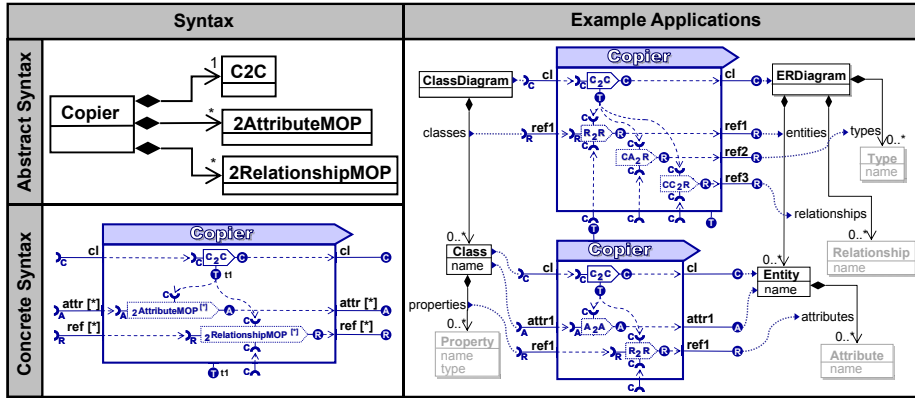 Syntax
Example Applications
Abstract Syntax
Copier
1
C2C
*
2AttributeMOP
*
2RelationshipMOP
Concrete Syntax
Copier
cl
C
C2C
C
cl
C
T t1
attr [*]
A
2AttributeMOP [*]
A
attr [*]
A
C
C
ref [*]
R
2RelationshipMOP [*]
R
ref [*]
R
C
T t1
Copier
ClassDiagram
cl
C
C2C
C
cl
C
ERDiagram
T
C
classes
ref1
R
R2R
R
ref1
R
entities
types
C
CA2R
R
ref2
R
0..*
Type
name
C
CC2R
R
ref3
R
C
C
relationships
C
T
T
0..*
Class
name
Copier
0..*
Relationship
name
cl
C
C2C
C
cl
C
0..*
Entity
name
T
properties
C
attr1
A
A2A
A
attr1
A
C
attributes
ref1
R
R2R
R
ref1
R
0..*
Property
name
type
C
0..*
Attribute
name